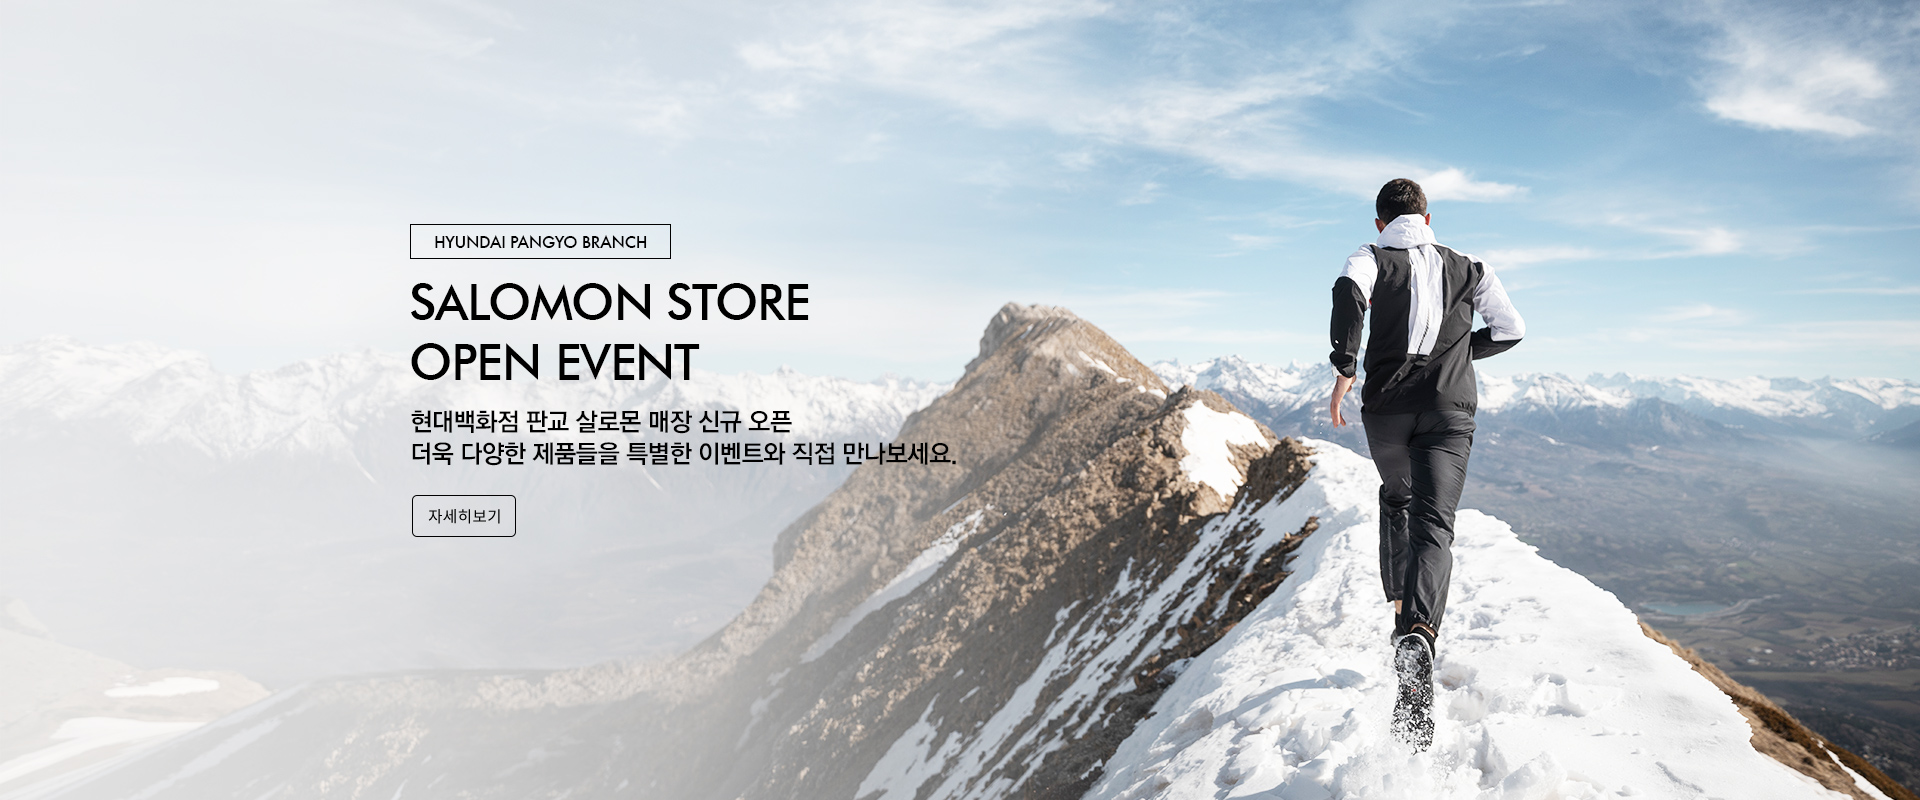 HYUNDAI PANGYO BRANCH
SALOMON STORE
OPEN EVENT
현대백화점 판교 살로몬 매장 신규 오픈
더욱 다양한 제품들을 특별한 이벤트와 직접 만나보세요.
자세히보기